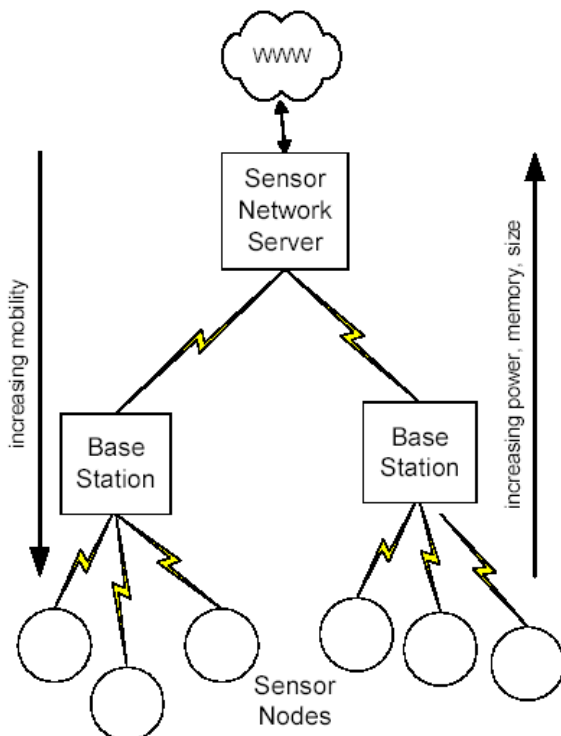 WWW
Sensor
Network
Server
increasing mobility
increasing power, memory, size
Base
Station
Base
Station
Sensor
Nodes